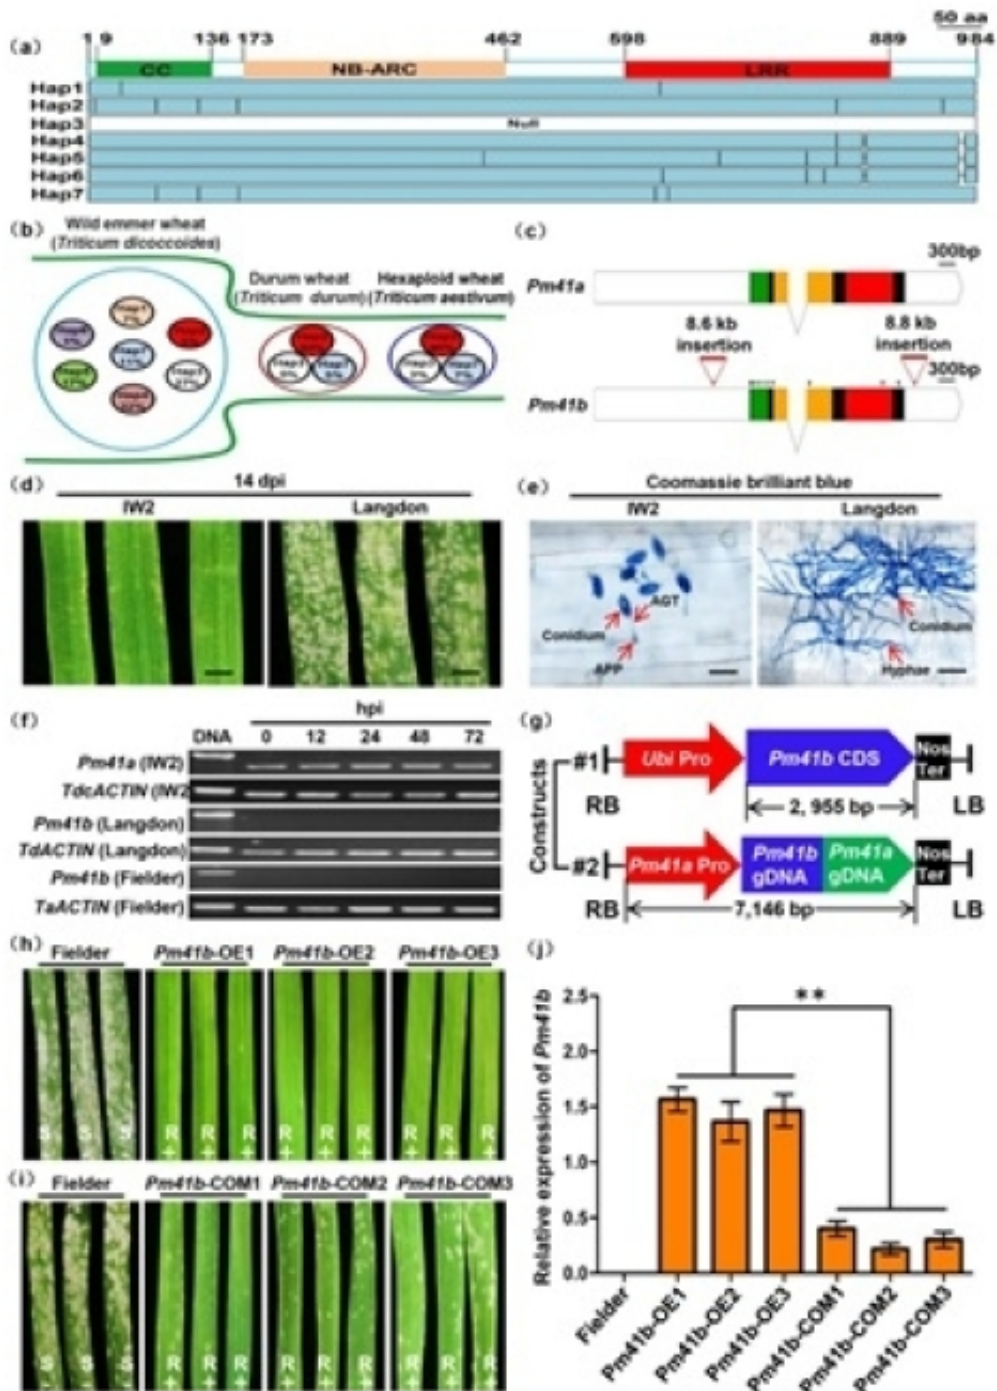 (a)
50 aa
1 9 136 173 462 598 889 984
CC NB-ARC LRR
Hap1
Hap2
Hap3 Null
Hap4
Hap5
Hap6
Hap7
(b)
Wild emmer wheat
(Triticum dicoccoides)
Durum wheat
(Triticum durum)
Hexaploid wheat
(Triticum aestivum)
(c)
300bp
Pm41a
8.6 kb
insertion
8.8 kb
insertion
300bp
Pm41b
(d)
14 dpi
IW2 Langdon
(e)
Coomassie brilliant blue
IW2 Langdon
AGT
Conidium
APP
Conidium
Hyphae
(f)
hpi
DNA 0 12 24 48 72
Pm41a (IW2)
TdcACTIN (IW2
Pm41b (Langdon)
TdACTIN (Langdon)
Pm41b (Fielder)
TaACTIN (Fielder)
(g)
Constructs
#1 Ubi Pro Pm41b CDS Nos Ter
RB 2, 955 bp LB
#2 Pm41a Pro Pm41b gDNA Pm41a gDNA Nos Ter
RB 7,146 bp LB
(h)
Fielder Pm41b-OE1 Pm41b-OE2 Pm41b-OE3
S S S R R R R R R R R R
- - - + + + + + + + + +
(i)
Fielder Pm41b-COM1 Pm41b-COM2 Pm41b-COM3
S S S R R R R R R R R R
- - - + + + + + + + + +
(j)
Relative expression of Pm41b
**
2.5
2.0
1.5
1.0
0.5
0.0
Fielder
Pm41b-OE1
Pm41b-OE2
Pm41b-OE3
Pm41b-COM1
Pm41b-COM2
Pm41b-COM3